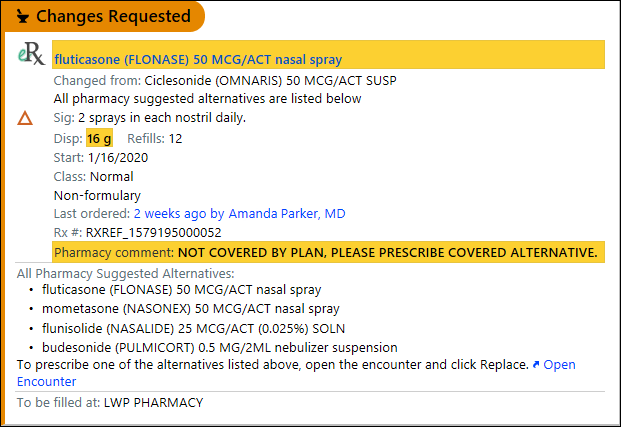 Changes Requested
eRx
fluticasone (FLONASE) 50 MCG/ACT nasal spray
Changed from: Ciclesonide (OMNARIS) 50 MCG/ACT SUSP
All pharmacy suggested alternatives are listed below
Sig: 2 sprays in each nostril daily.
Disp: 16 g Refills: 12
Start: 1/16/2020
Class: Normal
Non-formulary
Last ordered: 2 weeks ago by Amanda Parker, MD
Rx #: RXREF_1579195000052
Pharmacy comment: NOT COVERED BY PLAN, PLEASE PRESCRIBE COVERED ALTERNATIVE.
All Pharmacy Suggested Alternatives:
• fluticasone (FLONASE) 50 MCG/ACT nasal spray
• mometasone (NASONEX) 50 MCG/ACT nasal spray
• flunisolide (NASALIDE) 25 MCG/ACT (0.025%) SOLN
• budesonide (PULMICORT) 0.5 MG/2ML nebulizer suspension
To prescribe one of the alternatives listed above, open the encounter and click Replace. Open
Encounter
To be filled at: LWP PHARMACY